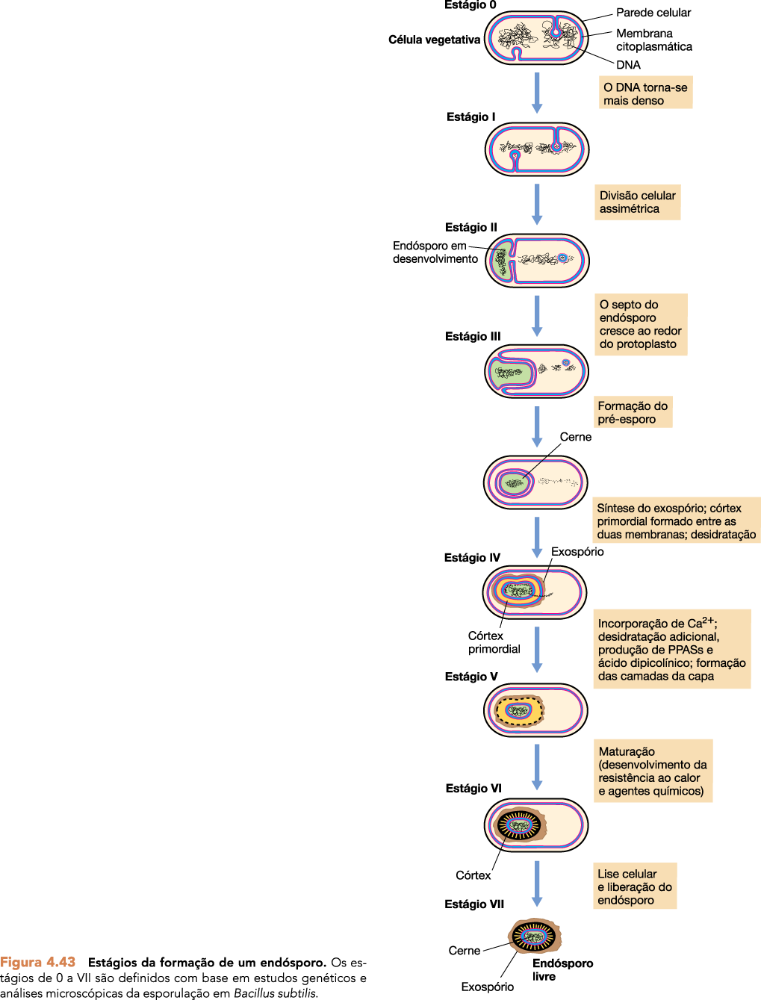 Estágio 0
Célula vegetativa
Parede celular
Membrana
citoplasmática
DNA
O DNA torna-se
mais denso
Estágio I
Divisão celular
assimétrica
Estágio II
Endósporo em
desenvolvimento
O septo do
endósporo
cresce ao redor
do protoplasto
Estágio III
Formação do
pré-esporo
Cerne
Síntese do exospório; córtex
primordial formado entre as
duas membranas; desidratação
Estágio IV
Exospório
Córtex
primordial
Incorporação de Ca²⁺;
desidratação adicional,
produção de PPASs e
ácido dipicolínico; formação
das camadas da capa
Estágio V
Maturação
(desenvolvimento da
resistência ao calor
e agentes químicos)
Estágio VI
Córtex
Lise celular
e liberação do
endósporo
Estágio VII
Cerne
Exospório
Endósporo
livre
Figura 4.43 Estágios da formação de um endósporo. Os es-
tágios de 0 a VII são definidos com base em estudos genéticos e
análises microscópicas da esporulação em Bacillus subtilis.